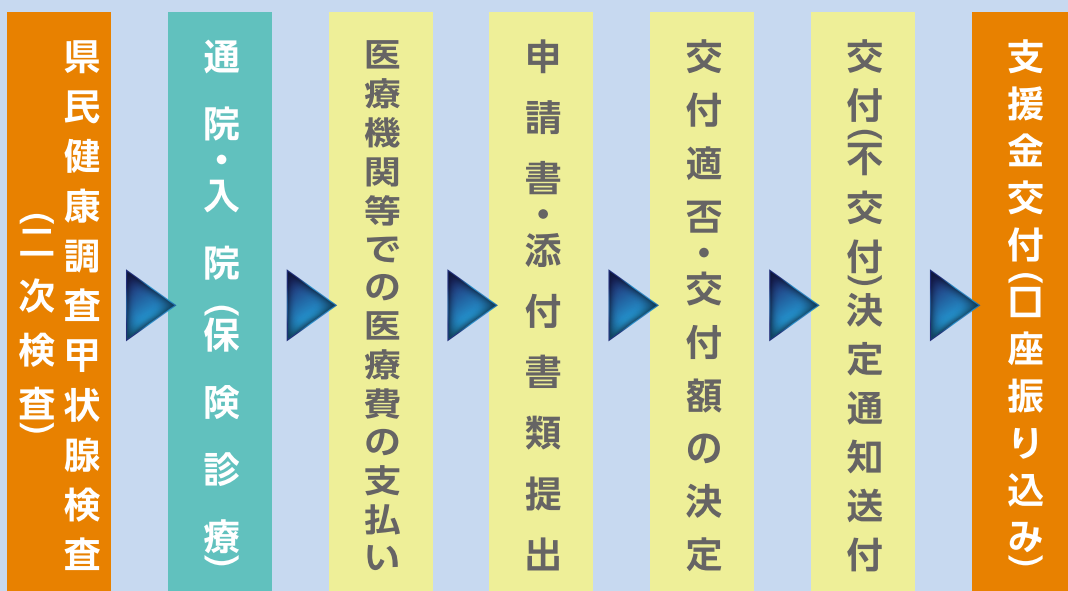 県民健康調査甲状腺検査
(二次検査)
通院・入院(保険診療)
医療機関等での医療費の支払い
申請書・添付書類提出
交付適否・交付額の決定
交付(不交付)決定通知送付
支援金交付(口座振り込み)